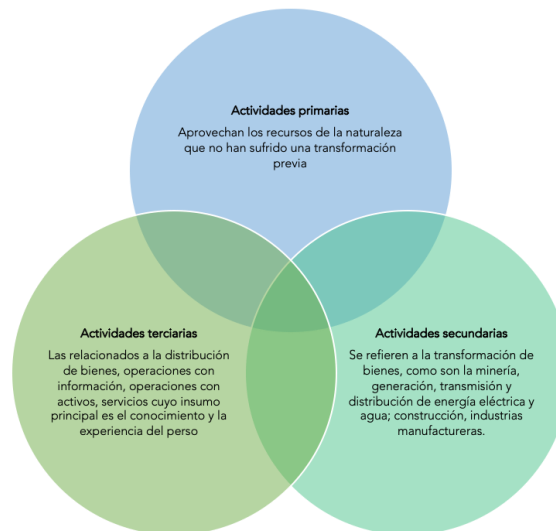 Actividades primarias
Aprovechan los recursos de la naturaleza
que no han sufrido una transformación
previa
Actividades terciarias
Las relacionados a la distribución
de bienes, operaciones con
información, operaciones con
activos, servicios cuyo insumo
principal es el conocimiento y la
experiencia del perso
Actividades secundarias
Se refieren a la transformación de
bienes, como son la minería,
generación, transmisión y
distribución de energía eléctrica y
agua; construcción, industrias
manufactureras.